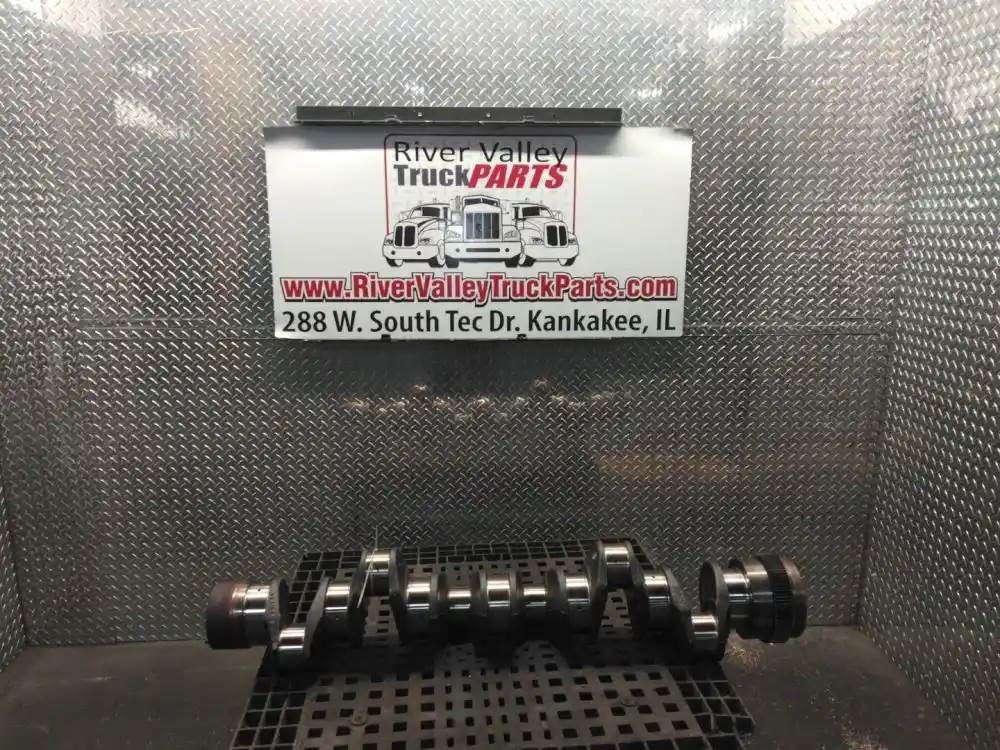 River Valley
TruckPARTS
www.RiverValleyTruckParts.com
288 W. South Tec Dr. Kankakee, IL